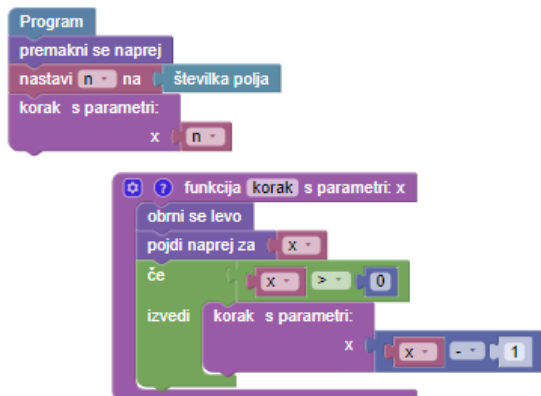 Program
premakni se naprej
nastavi n na številka polja
korak s parametri:
x n
? funkcija korak s parametri: x
obrni se levo
pojdi naprej za x
če x > 0
izvedi korak s parametri:
x x - 1